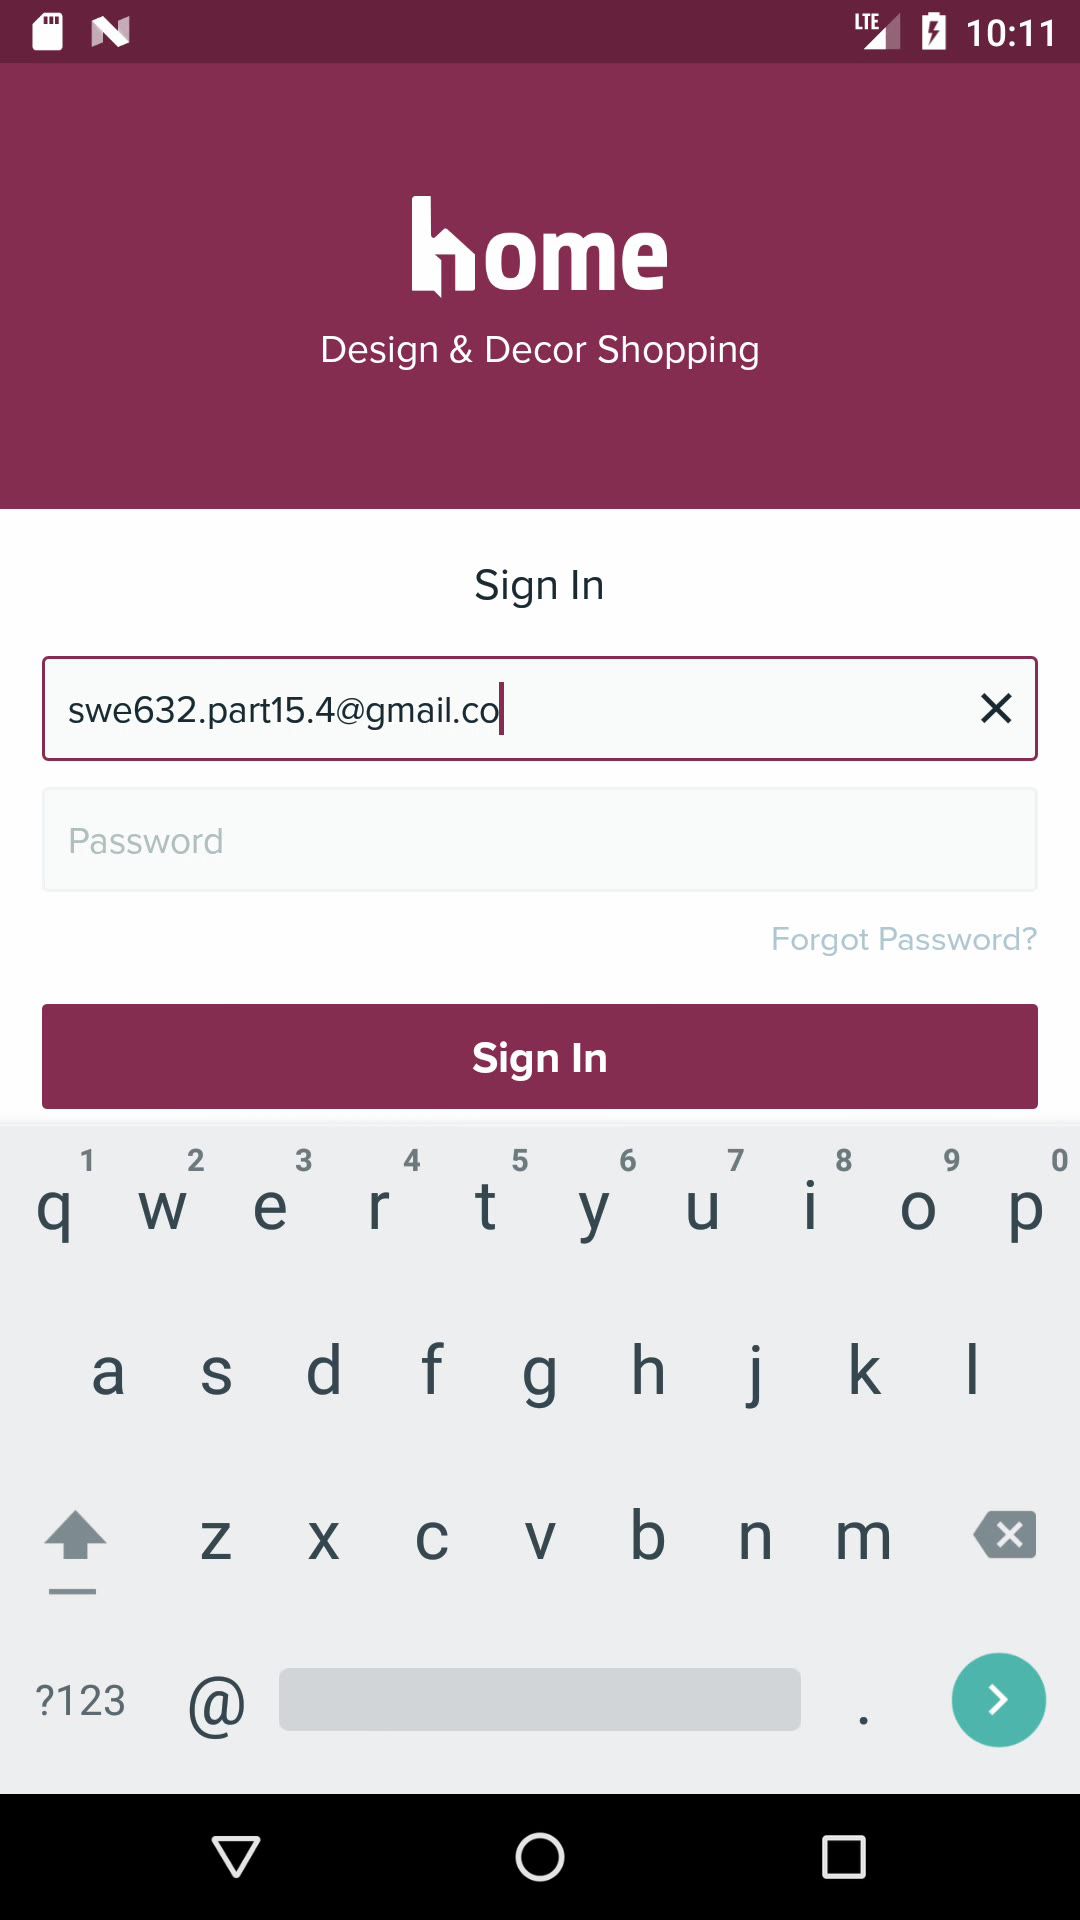 LTE 10:11
home
Design & Decor Shopping
Sign In
swe632.part15.4@gmail.co
Password
Forgot Password?
Sign In
1 2 3 4 5 6 7 8 9 0
q w e r t y u i o p
a s d f g h j k l
z x c v b n m
?123 @ .